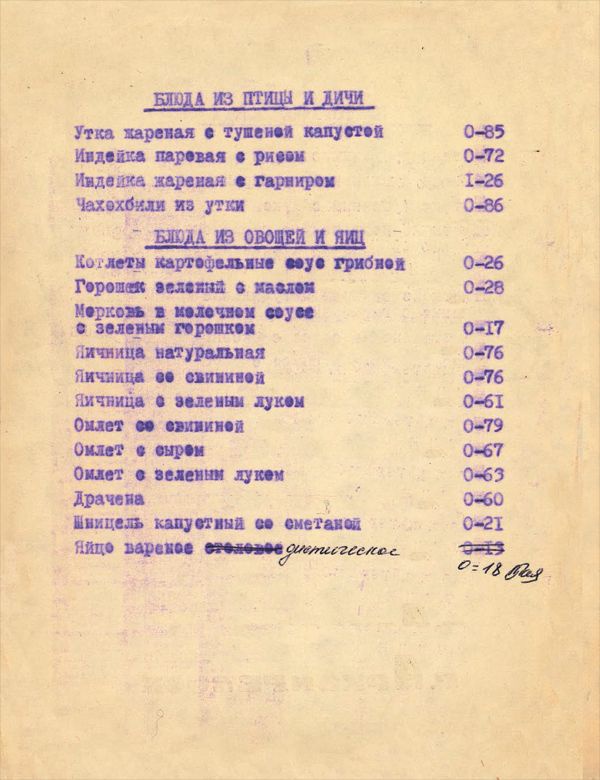 БЛЮДА ИЗ ПТИЦЫ И ДИЧИ
Утка жареная с тушеной капустой 0-85
Индейка паровая с рисом 0-72
Индейка жареная с гарниром I-26
Чахохбили из утки 0-86
БЛЮДА ИЗ ОВОЩЕЙ И ЯИЦ
Котлеты картофельные соус грибной 0-26
Горошек зеленый с маслом 0-28
Морковь в молочном соусе
с зеленым горошком 0-17
Яичница натуральная 0-76
Яичница со свининой 0-76
Яичница с зеленым луком 0-61
Омлет со свининой 0-79
Омлет с сыром 0-67
Омлет с зеленым луком 0-63
Драчена 0-60
Шницель капустный со сметаной 0-21
Яйцо вареное столовое диетическое 0-13
0=18